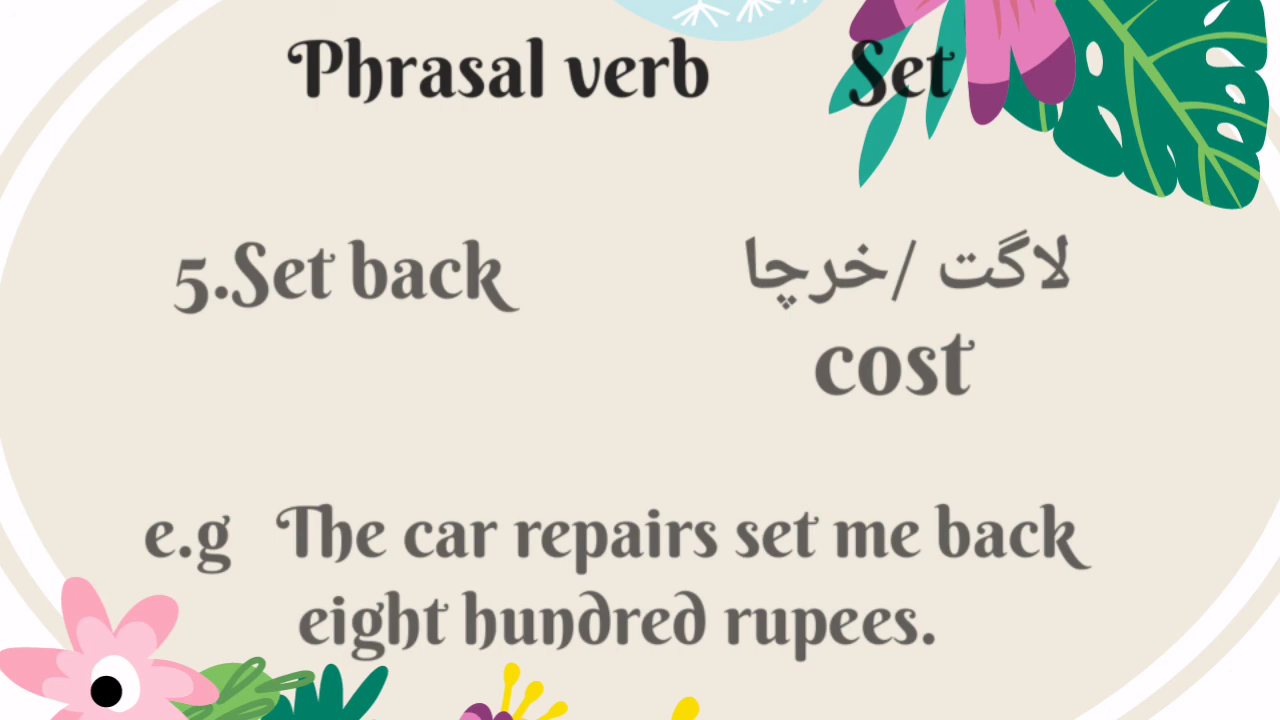 Phrasal verb Set
5.Set back لاگت /خرچا
cost
e.g The car repairs set me back
eight hundred rupees.